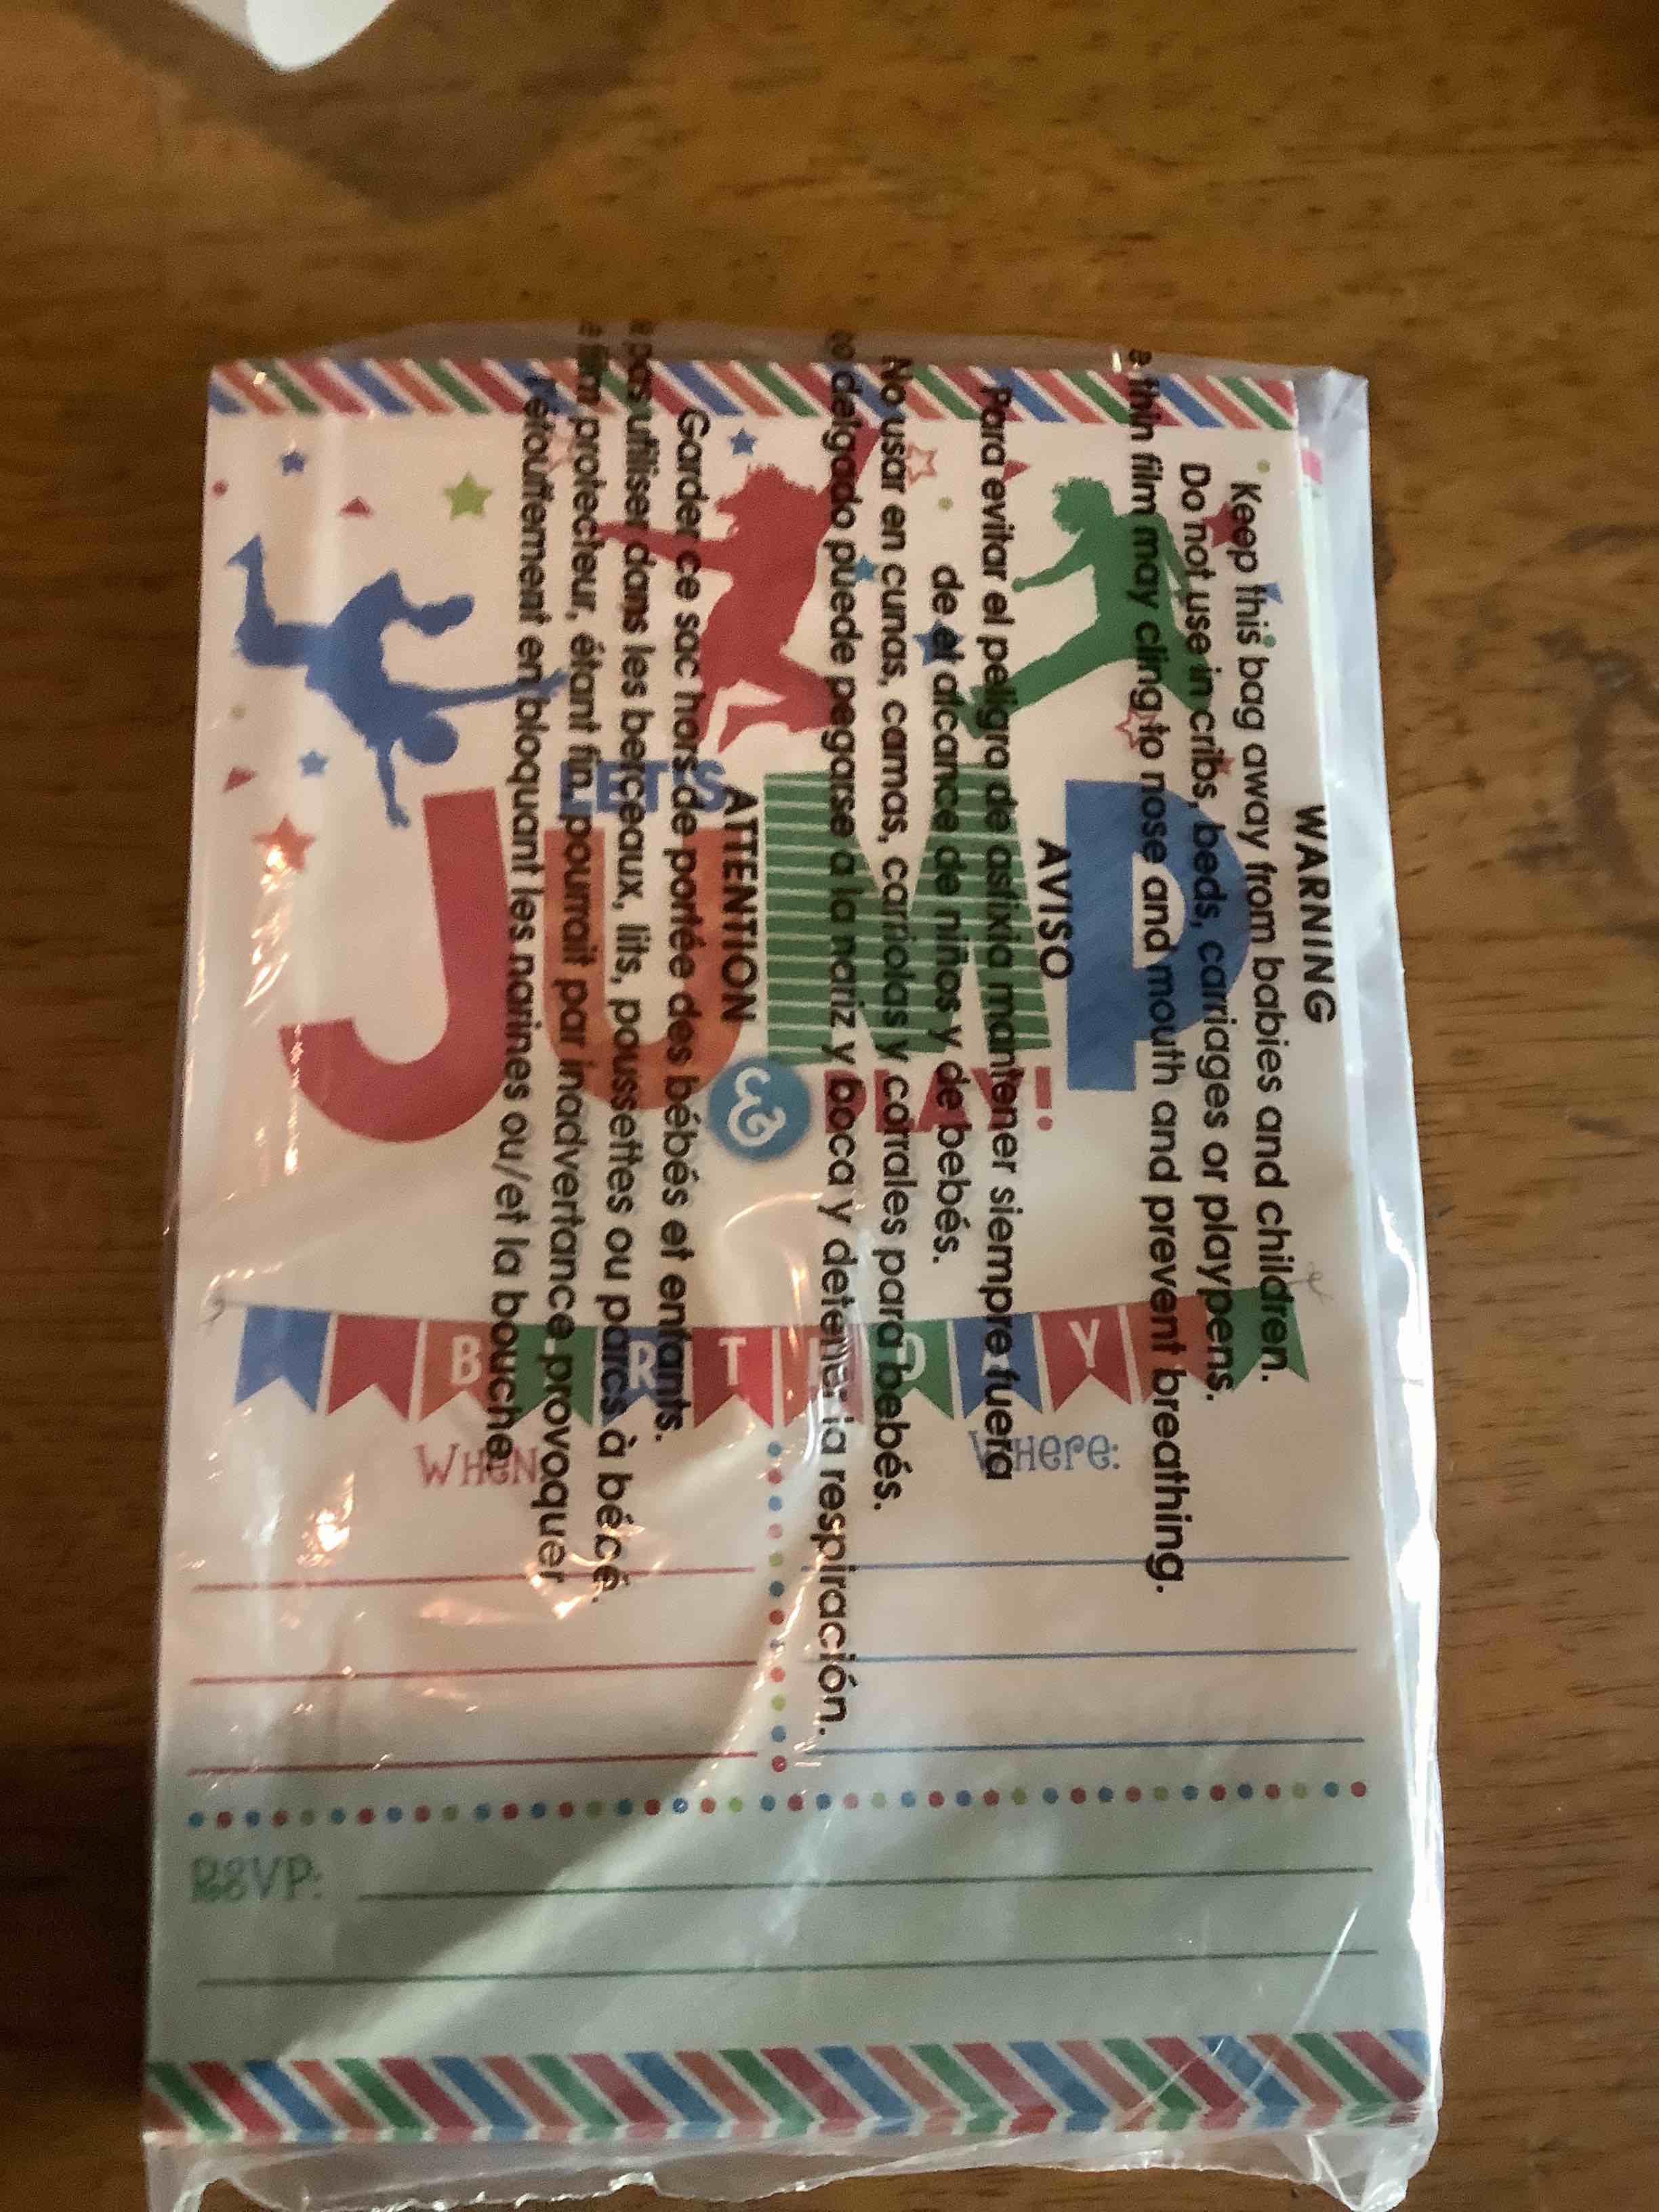 WARNING
Keep this bag away from babies and children.
Do not use in cribs, beds, carriages or playpens.
thin film may cling to nose and mouth and prevent breathing.
AVISO
Para evitar el peligro de asfixia mantener siempre fuera
de el alcance de niños y de bebés.
No usar en cunas, camas, carriolas y corrales para bebés.
delgado puede pegarse a la nariz y boca y detener la respiración.
ATTENTION
Garder ce sac hors de portée des bébés et enfants.
pas utiliser dans les berceaux, lits, poussettes ou parcs à bébé.
film protecteur, étant fin, pourrait par inadvertance provoquer
l'étouffement en bloquant les narines ou/et la bouche.
LET'S
JUMP
&
PLAY!
BIRTHDAY
WHEN:
WHERE:
RSVP: